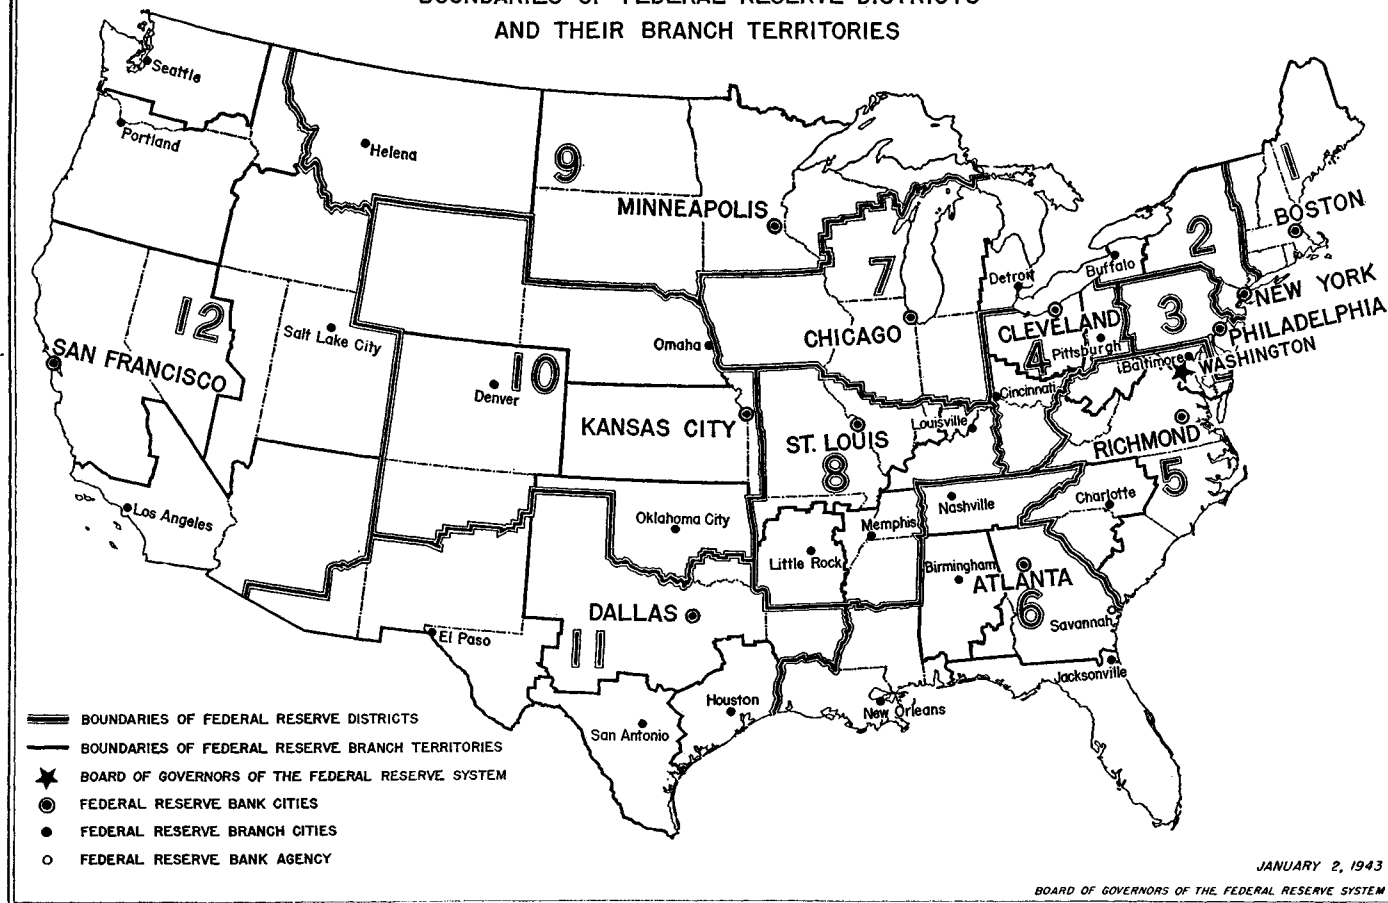 BOUNDARIES OF FEDERAL RESERVE DISTRICTS
AND THEIR BRANCH TERRITORIES
Seattle
Portland
Helena
9
MINNEAPOLIS
1
BOSTON
2
Buffalo
Detroit
7
CHICAGO
CLEVELAND
4
Pittsburgh
Cincinnati
3
NEW YORK
PHILADELPHIA
Baltimore
WASHINGTON
12
SAN FRANCISCO
Salt Lake City
Omaha
10
Denver
KANSAS CITY
ST. LOUIS
8
Louisville
RICHMOND
5
Los Angeles
Oklahoma City
Memphis
Nashville
Charlotte
Little Rock
Birmingham
ATLANTA
6
Savannah
DALLAS
11
El Paso
Houston
San Antonio
New Orleans
Jacksonville
BOUNDARIES OF FEDERAL RESERVE DISTRICTS
BOUNDARIES OF FEDERAL RESERVE BRANCH TERRITORIES
BOARD OF GOVERNORS OF THE FEDERAL RESERVE SYSTEM
FEDERAL RESERVE BANK CITIES
FEDERAL RESERVE BRANCH CITIES
FEDERAL RESERVE BANK AGENCY
JANUARY 2, 1943
BOARD OF GOVERNORS OF THE FEDERAL RESERVE SYSTEM